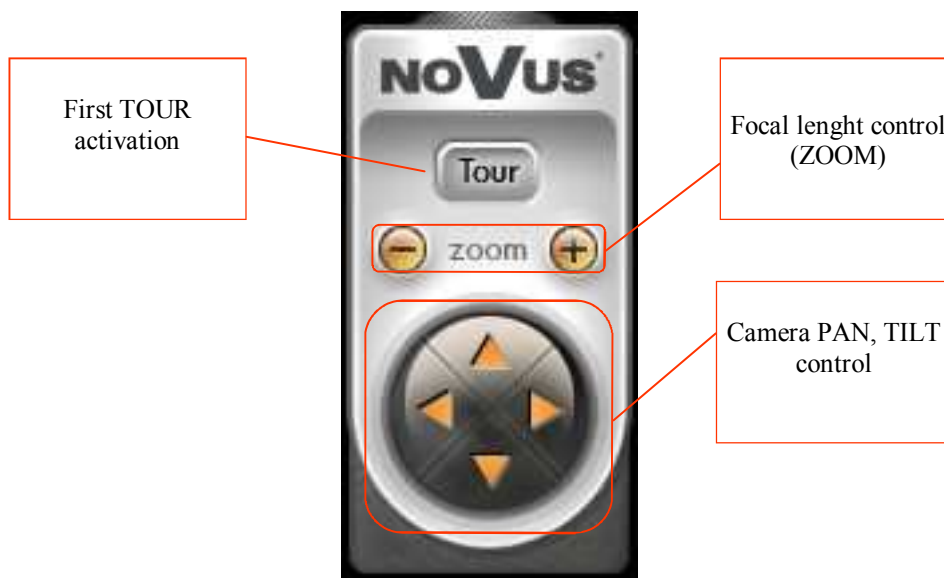 NOVUS
First TOUR
activation
Tour
Focal lenght control
(ZOOM)
zoom
Camera PAN, TILT
control